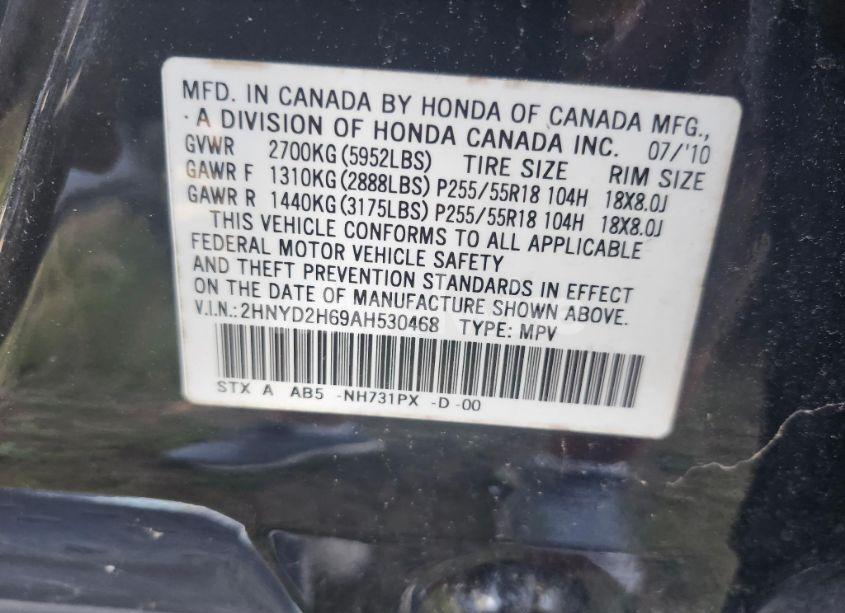 MFD. IN CANADA BY HONDA OF CANADA MFG.,
· A DIVISION OF HONDA CANADA INC. 07/'10
GVWR 2700KG (5952LBS) TIRE SIZE RIM SIZE
GAWR F 1310KG (2888LBS) P255/55R18 104H 18X8.0J
GAWR R 1440KG (3175LBS) P255/55R18 104H 18X8.0J
THIS VEHICLE CONFORMS TO ALL APPLICABLE
FEDERAL MOTOR VEHICLE SAFETY
AND THEFT PREVENTION STANDARDS IN EFFECT
ON THE DATE OF MANUFACTURE SHOWN ABOVE.
V.I.N.: 2HNYD2H69AH530468 TYPE: MPV
STX A AB5 -NH731PX -D -00